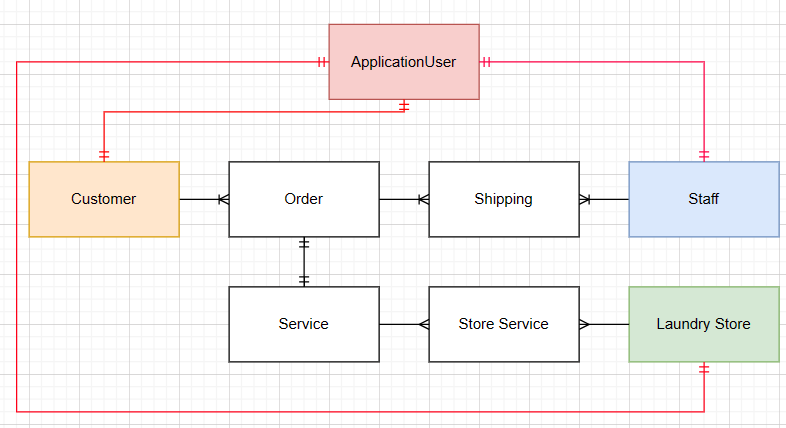 ApplicationUser
Customer
Order
Shipping
Staff
Service
Store Service
Laundry Store